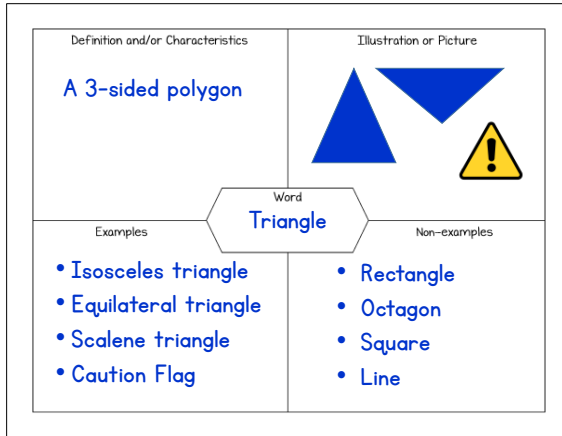 Definition and/or Characteristics
A 3-sided polygon
Illustration or Picture
!
Word
Triangle
Examples
• Isosceles triangle
• Equilateral triangle
• Scalene triangle
• Caution Flag
Non-examples
• Rectangle
• Octagon
• Square
• Line